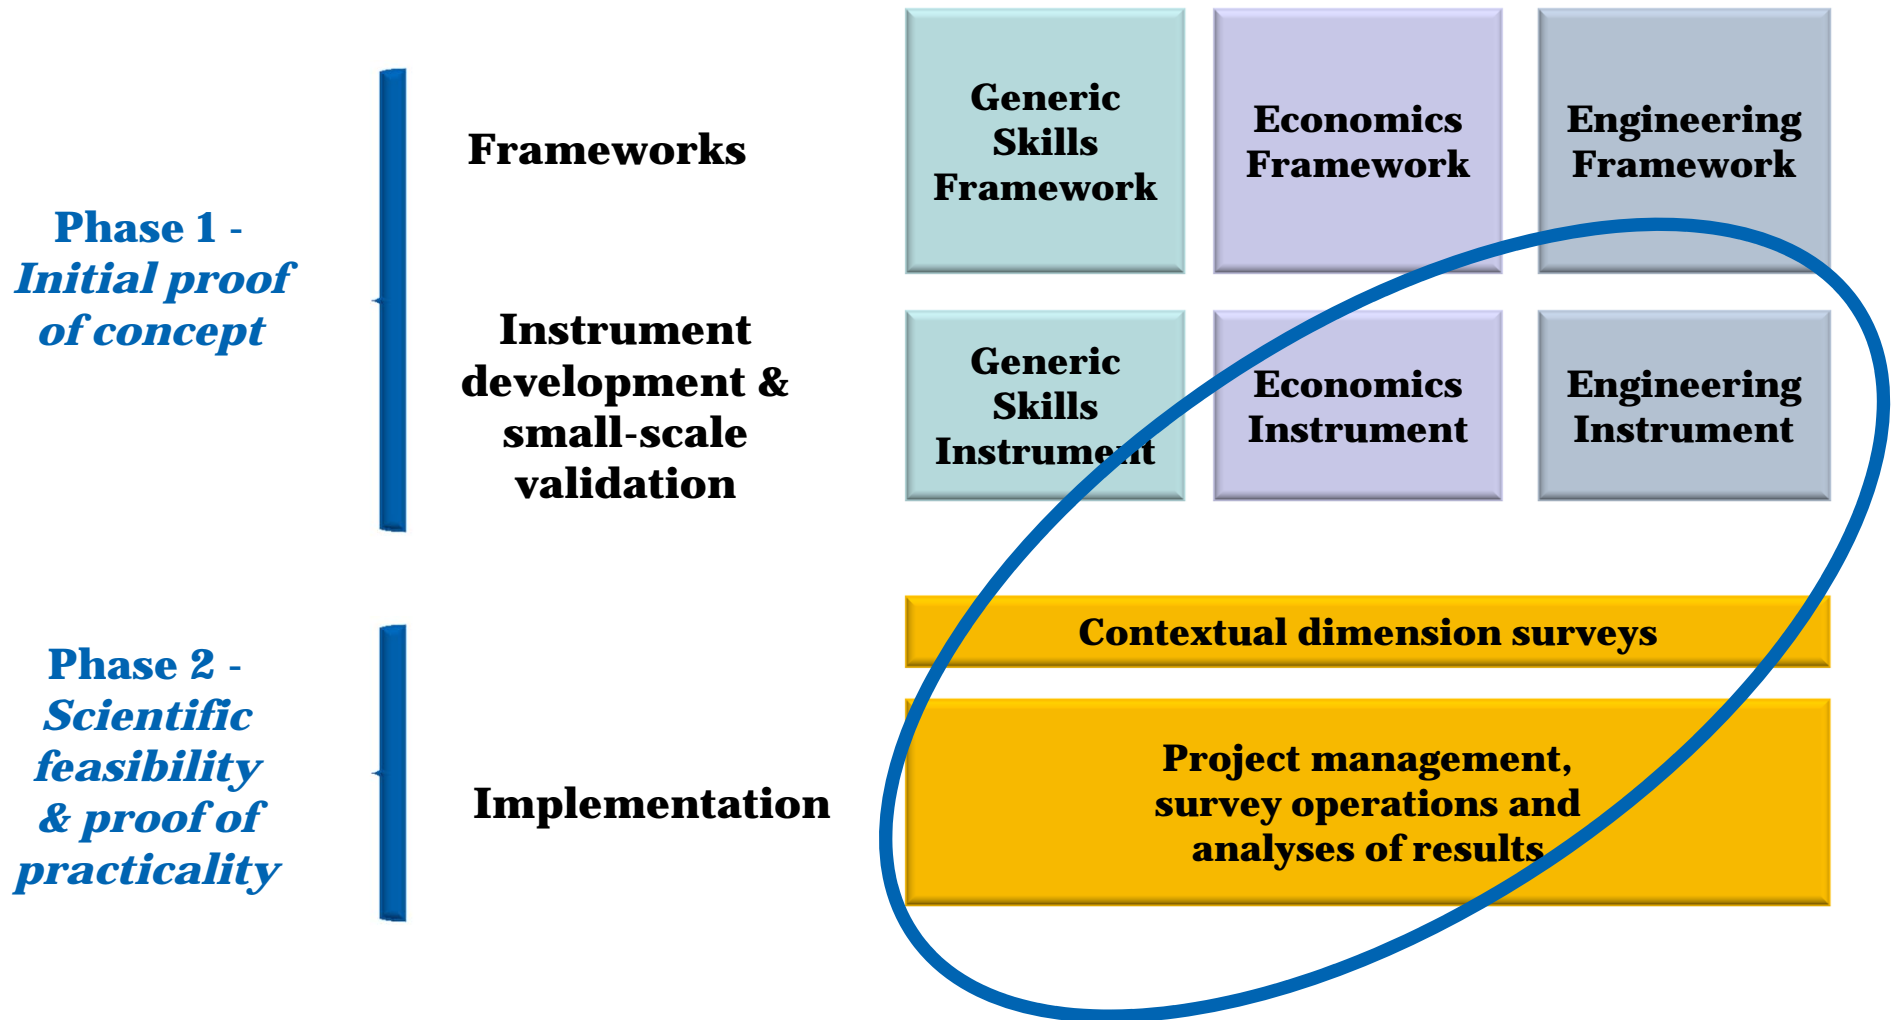 Phase 1 -
Initial proof
of concept
Frameworks
Generic
Skills
Framework
Economics
Framework
Engineering
Framework
Instrument
development &
small-scale
validation
Generic
Skills
Instrument
Economics
Instrument
Engineering
Instrument
Phase 2 -
Scientific
feasibility
& proof of
practicality
Implementation
Contextual dimension surveys
Project management,
survey operations and
analyses of results